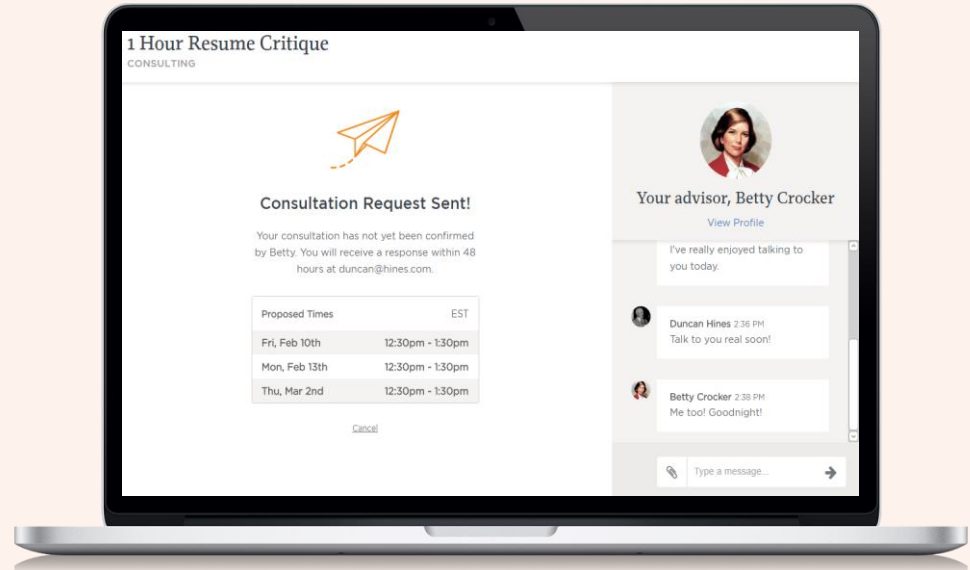 1 Hour Resume Critique
CONSULTING
Consultation Request Sent!
Your consultation has not yet been confirmed
by Betty. You will receive a response within 48
hours at duncan@hines.com.
Proposed Times EST
Fri, Feb 10th 12:30pm - 1:30pm
Mon, Feb 13th 12:30pm - 1:30pm
Thu, Mar 2nd 12:30pm - 1:30pm
Cancel
Your advisor, Betty Crocker
View Profile
I've really enjoyed talking to
you today.
Duncan Hines 2:36 PM
Talk to you real soon!
Betty Crocker 2:38 PM
Me too! Goodnight!
Type a message...